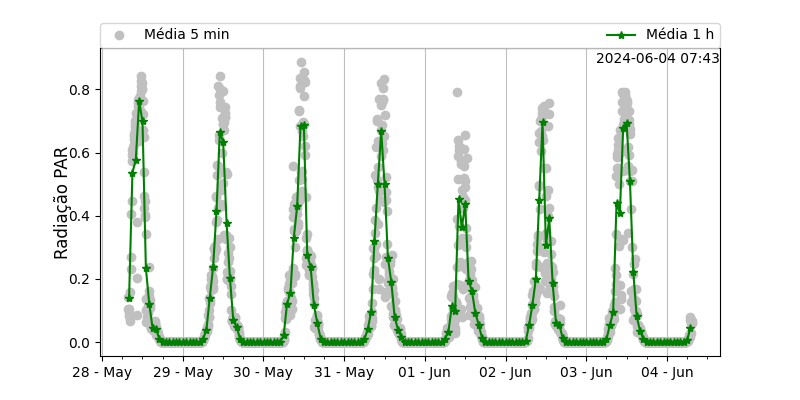 Média 5 min
Média 1 h
2024-06-04 07:43
Radiação PAR
0.8
0.6
0.4
0.2
0.0
28 - May
29 - May
30 - May
31 - May
01 - Jun
02 - Jun
03 - Jun
04 - Jun